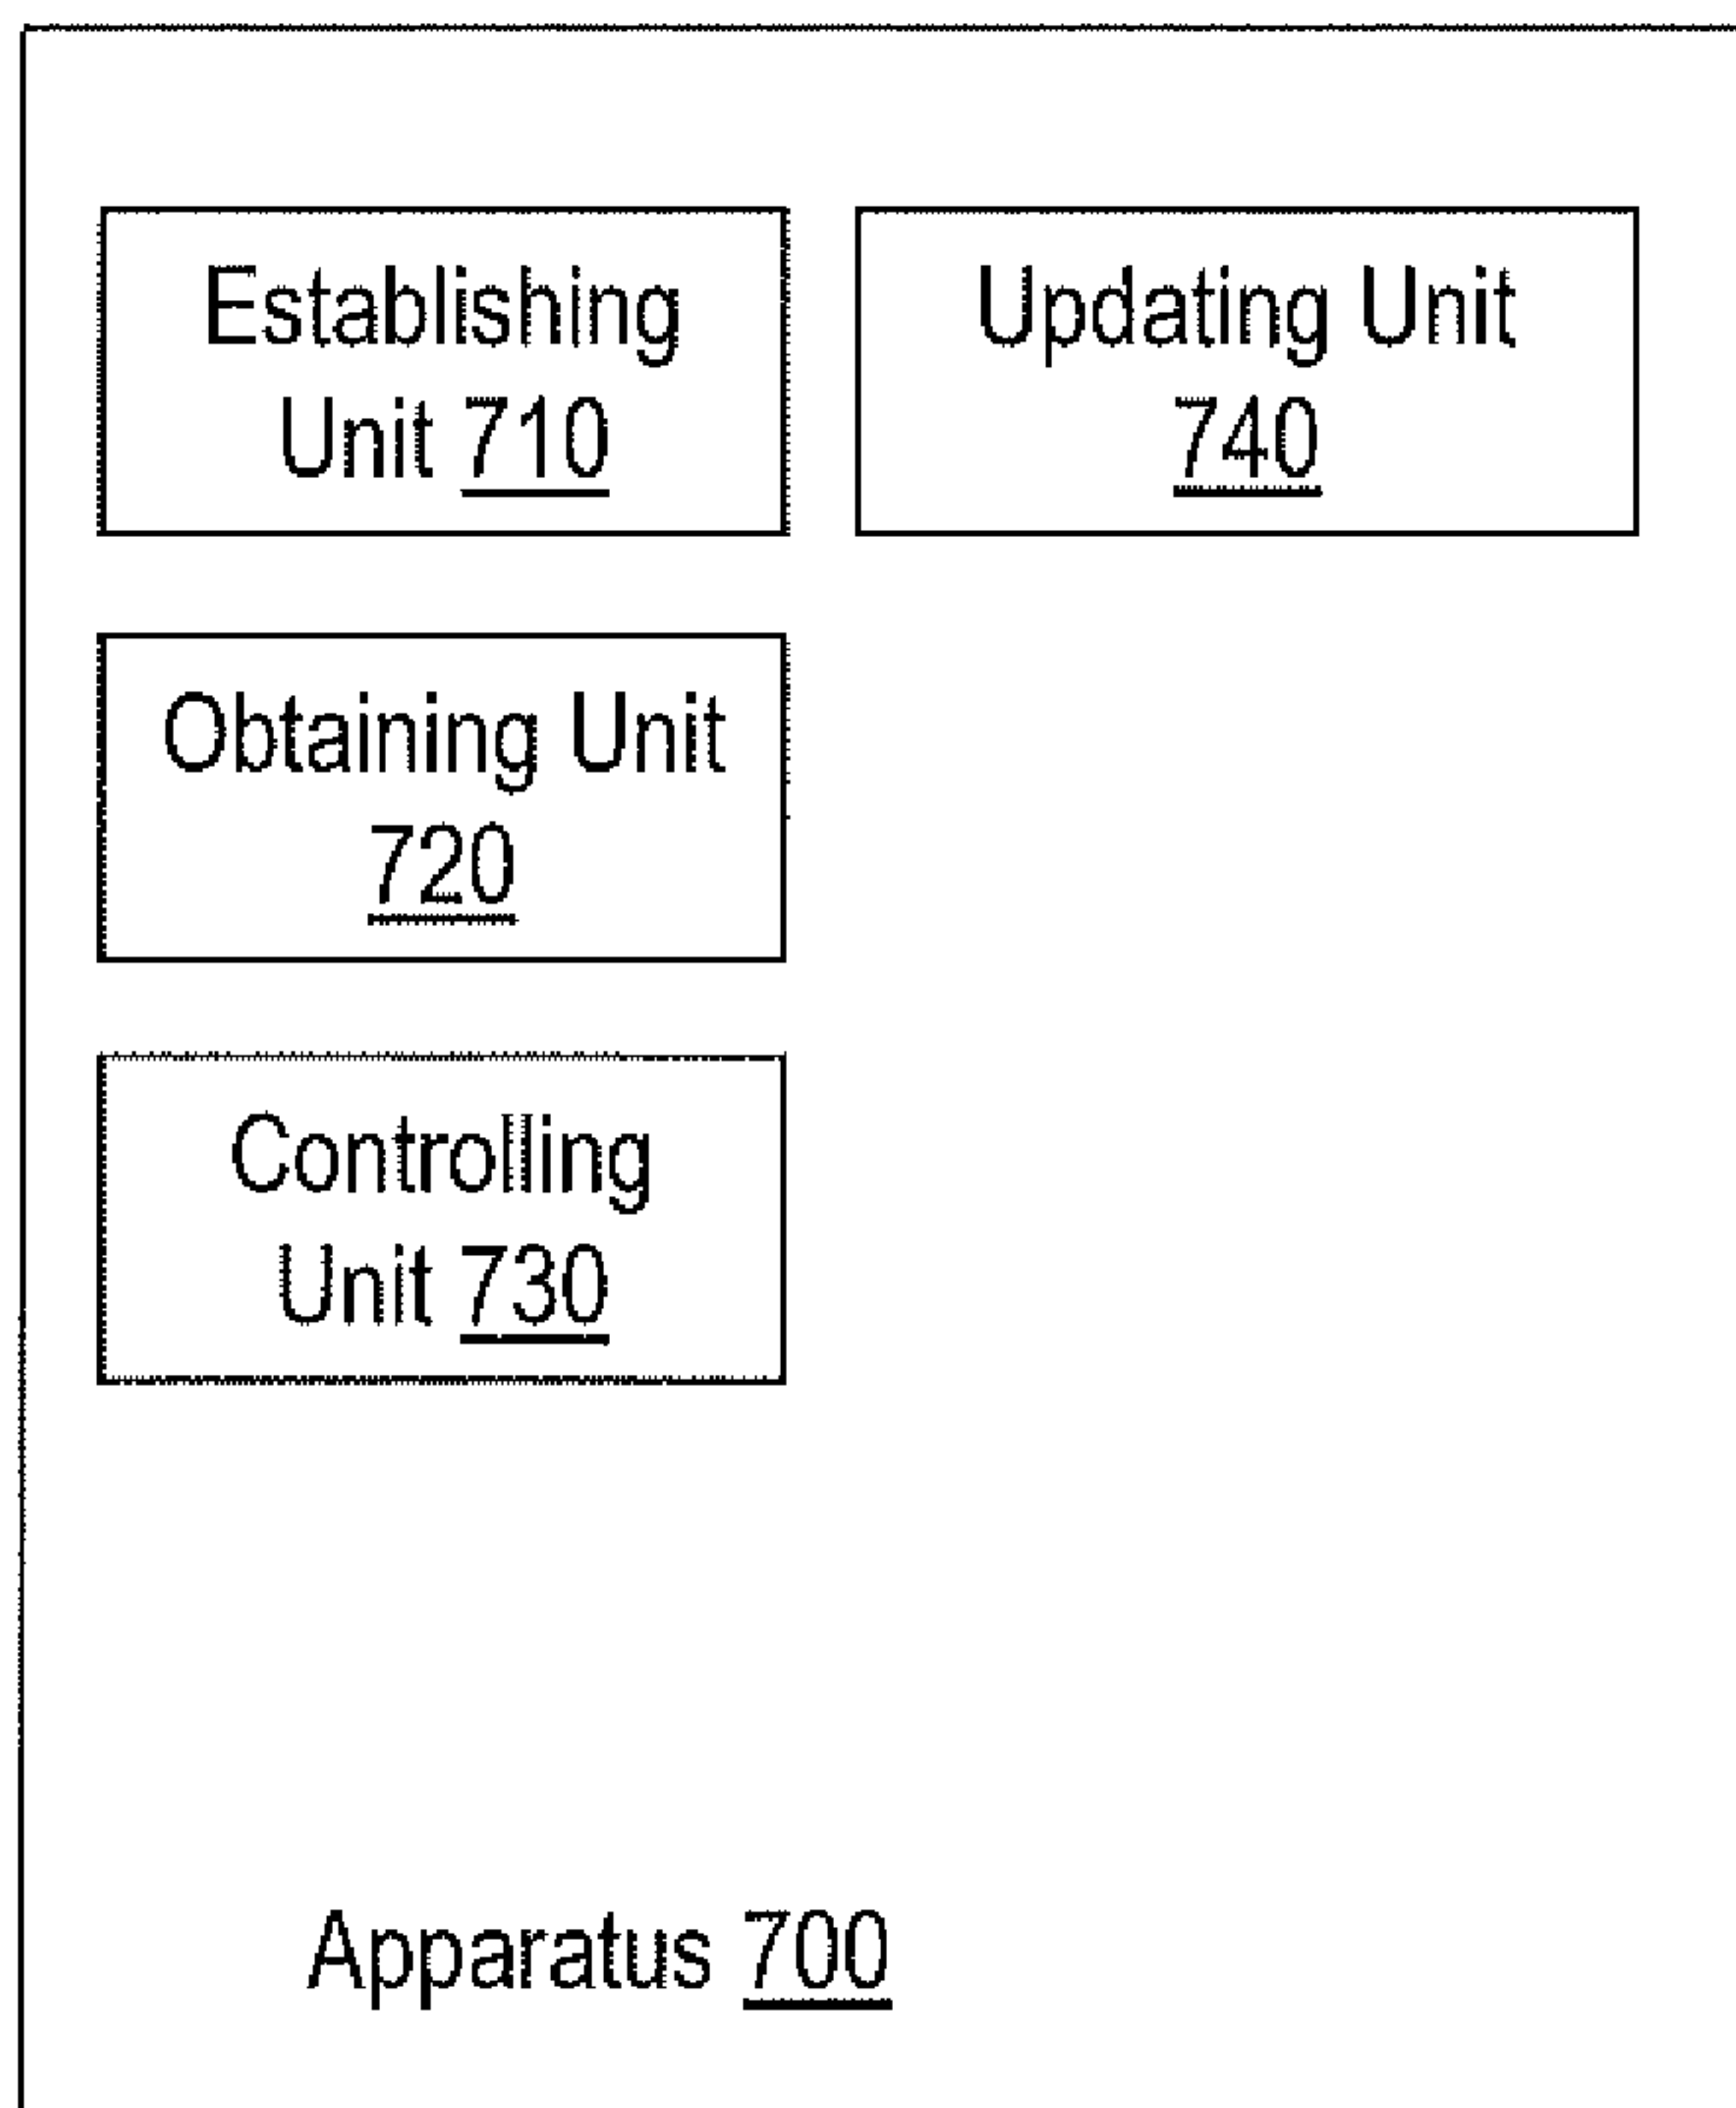 Establishing
Unit 710
Updating Unit
740
Obtaining Unit
720
Controlling
Unit 730
Apparatus 700